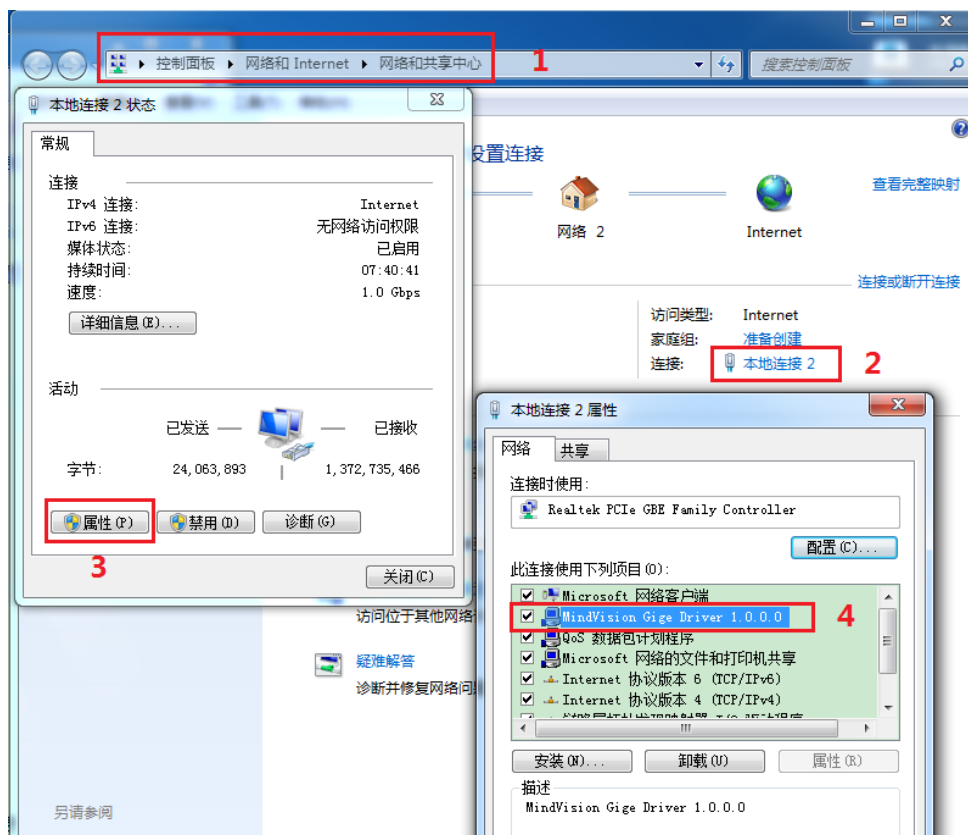 控制面板 ▶ 网络和 Internet ▶ 网络和共享中心
1
搜索控制面板
本地连接 2 状态
常规
连接
IPv4 连接: Internet
IPv6 连接: 无网络访问权限
媒体状态: 已启用
持续时间: 07:40:41
速度: 1.0 Gbps
详细信息(E)...
活动
已发送 — — 已接收
字节: 24,063,893 | 1,372,735,466
属性(P)
禁用(D)
诊断(G)
3
关闭(C)
设置连接
查看完整映射
网络 2
Internet
连接或断开连接
访问类型: Internet
家庭组: 准备创建
连接: 本地连接 2
2
本地连接 2 属性
网络
共享
连接时使用:
Realtek PCIe GBE Family Controller
配置(C)...
此连接使用下列项目(O):
Microsoft 网络客户端
MindVision Gige Driver 1.0.0.0
4
QoS 数据包计划程序
Microsoft 网络的文件和打印机共享
Internet 协议版本 6 (TCP/IPv6)
Internet 协议版本 4 (TCP/IPv4)
安装(N)...
卸载(U)
属性(R)
描述
MindVision Gige Driver 1.0.0.0
访问位于其他网络
疑难解答
诊断并修复网络问
另请参阅